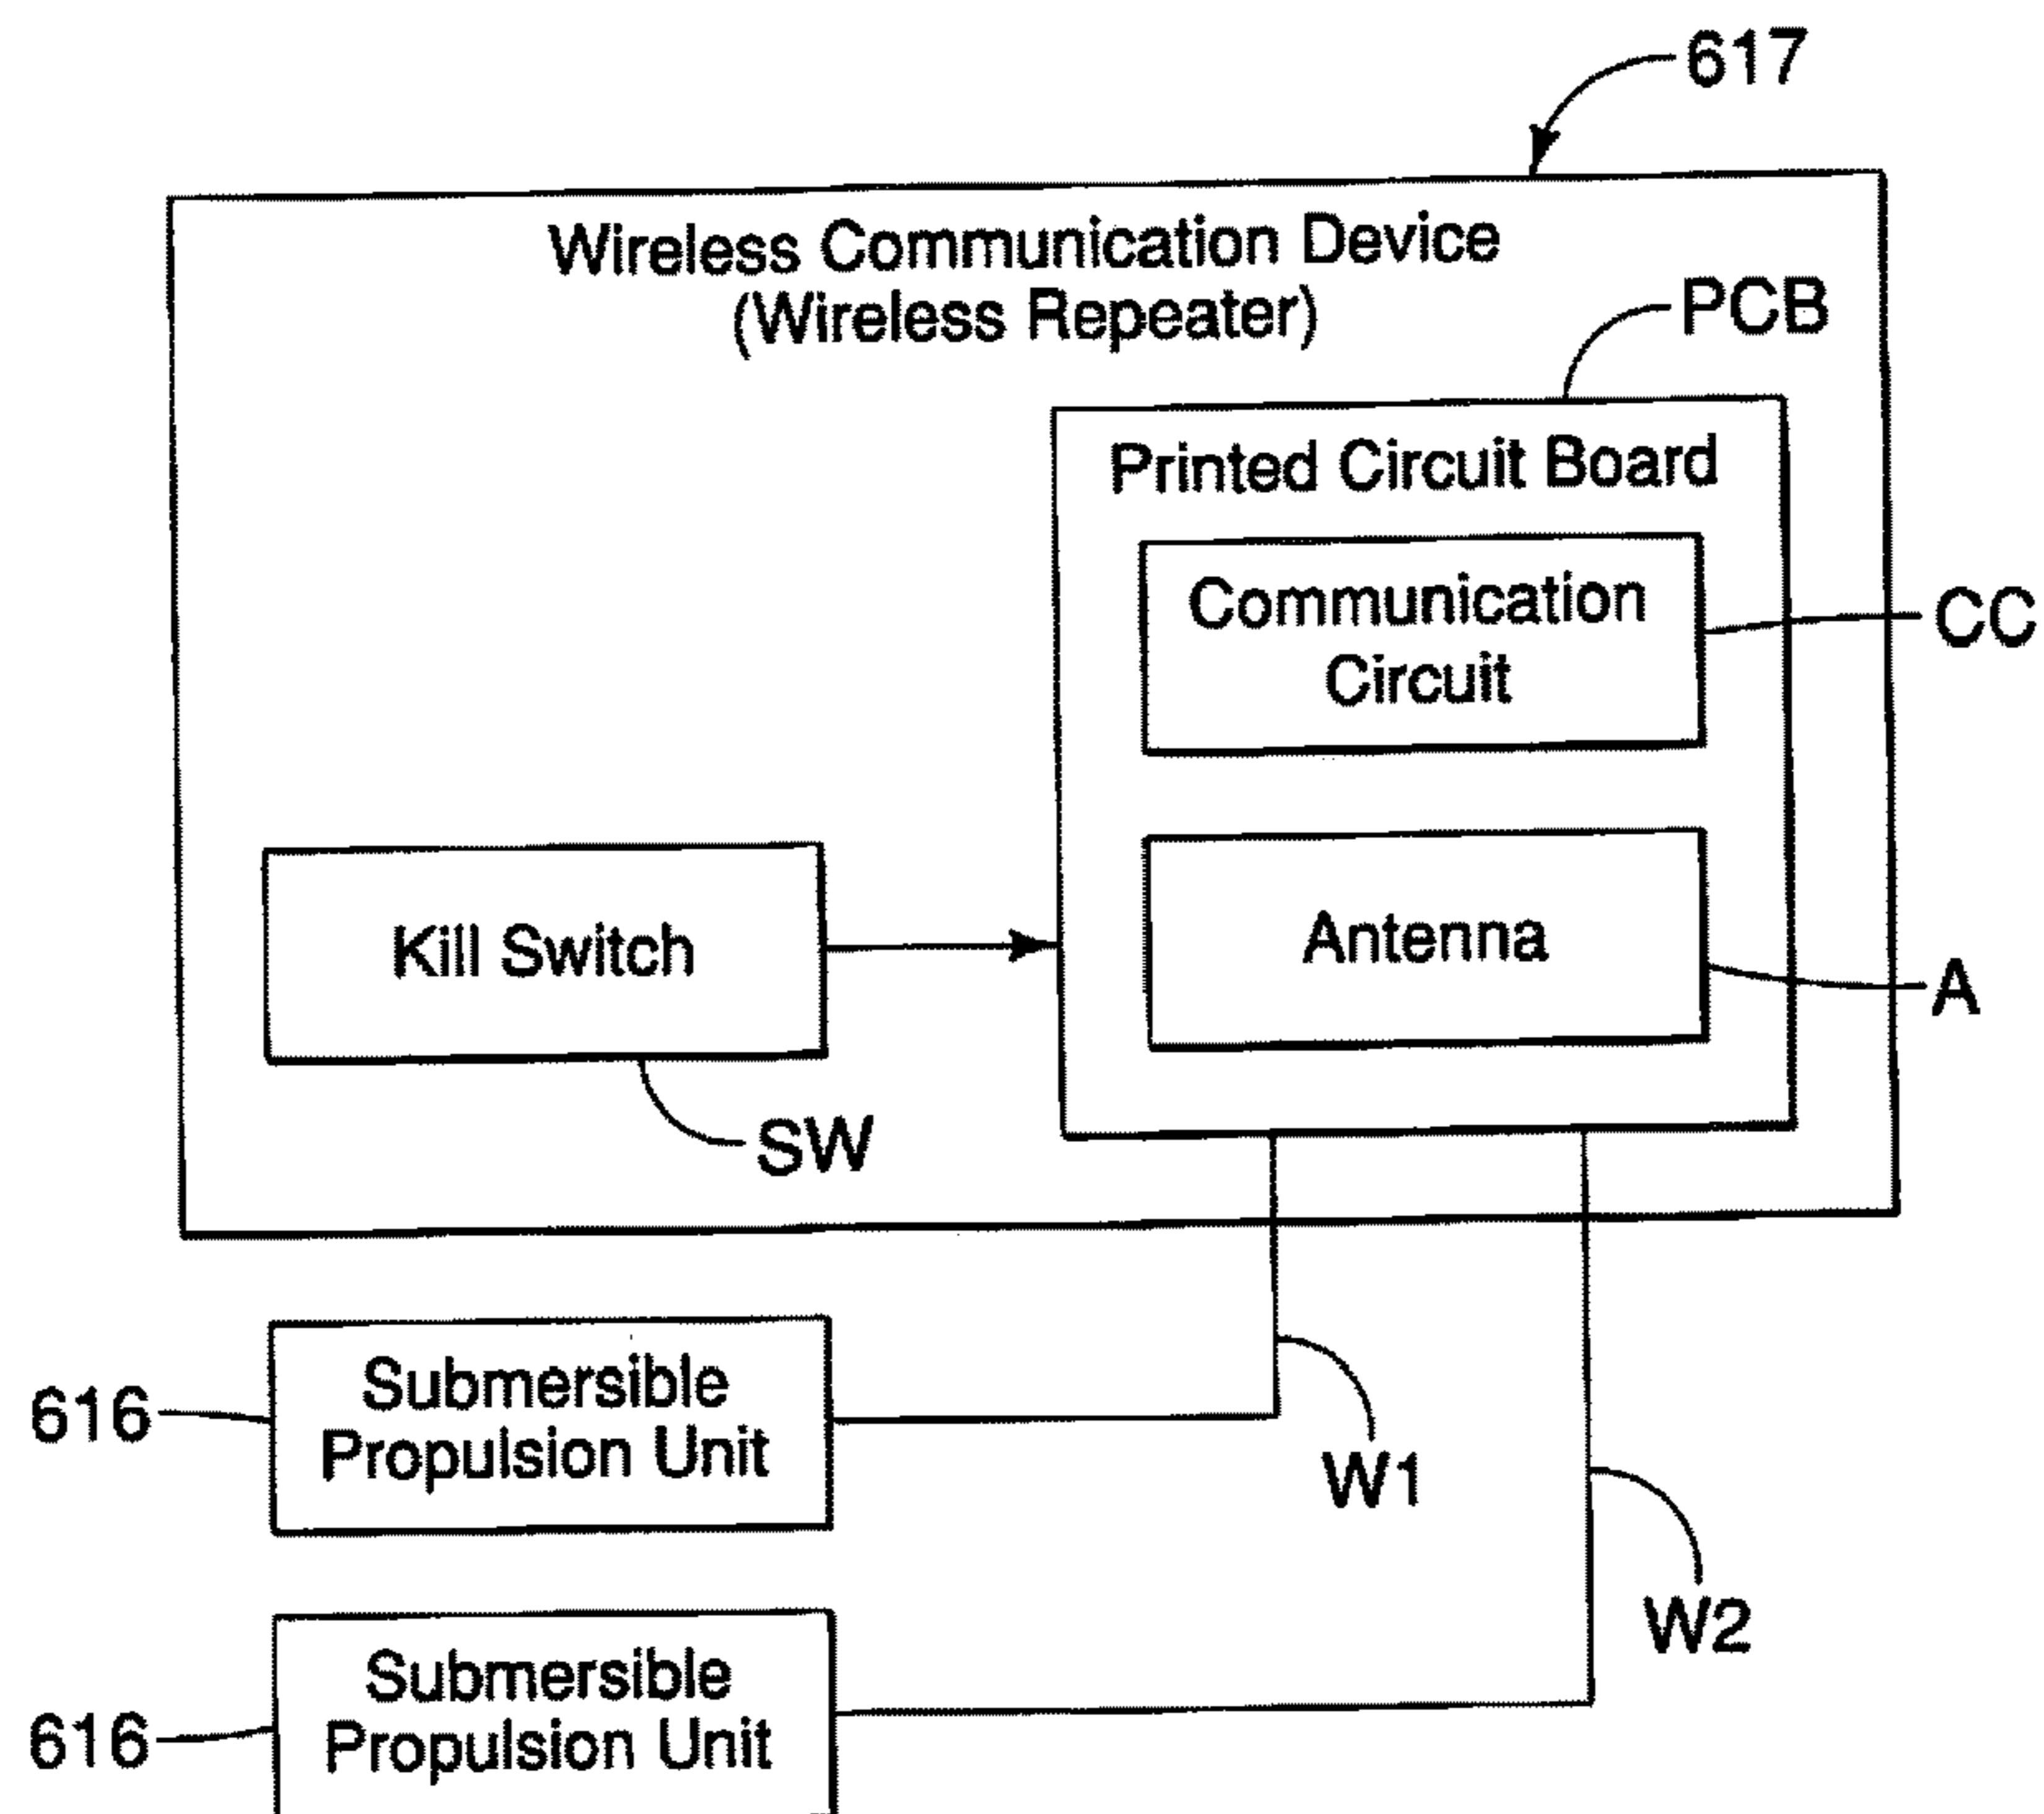 617
Wireless Communication Device
(Wireless Repeater)
PCB
Printed Circuit Board
Communication
Circuit
CC
Antenna
A
Kill Switch
SW
Submersible
Propulsion Unit
616
W1
Submersible
Propulsion Unit
616
W2